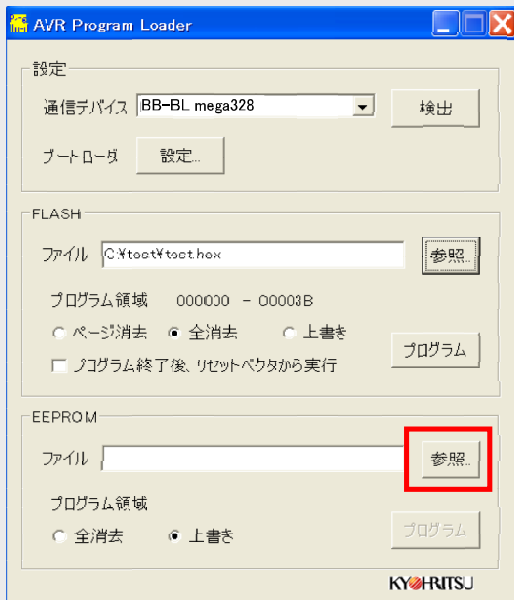 AVR Program Loader
設定
通信デバイス BB-BL mega328 検出
ブートローダ 設定...
FLASH
ファイル C:¥test¥test.hex 参照..
プログラム領域 000000 - 00003B
ページ消去 全消去 上書き
プログラム
プログラム終了後、リセットベクタから実行
EEPROM
ファイル 参照..
プログラム領域
全消去 上書き
プログラム
KYOHRITSU